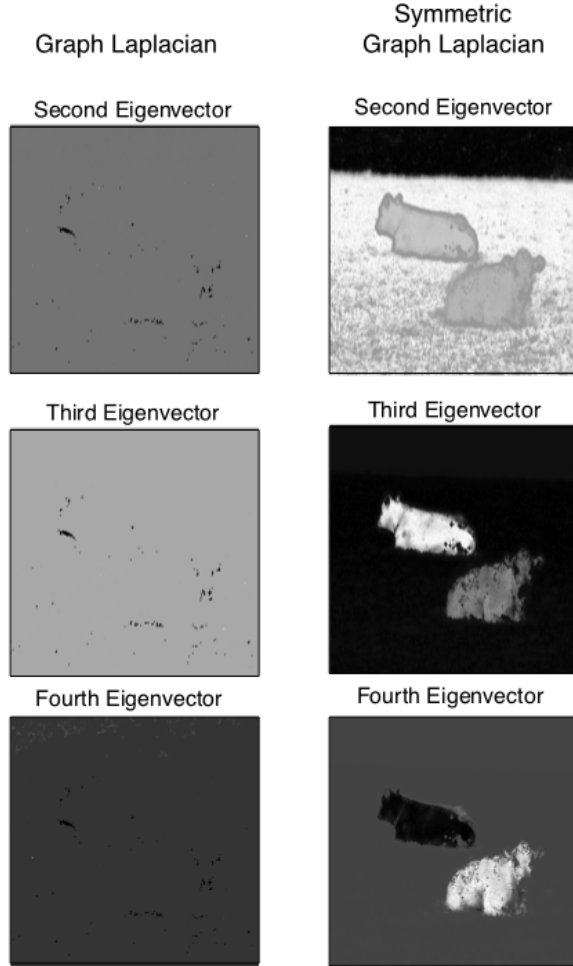 Graph Laplacian
Symmetric
Graph Laplacian
Second Eigenvector
Second Eigenvector
Third Eigenvector
Third Eigenvector
Fourth Eigenvector
Fourth Eigenvector